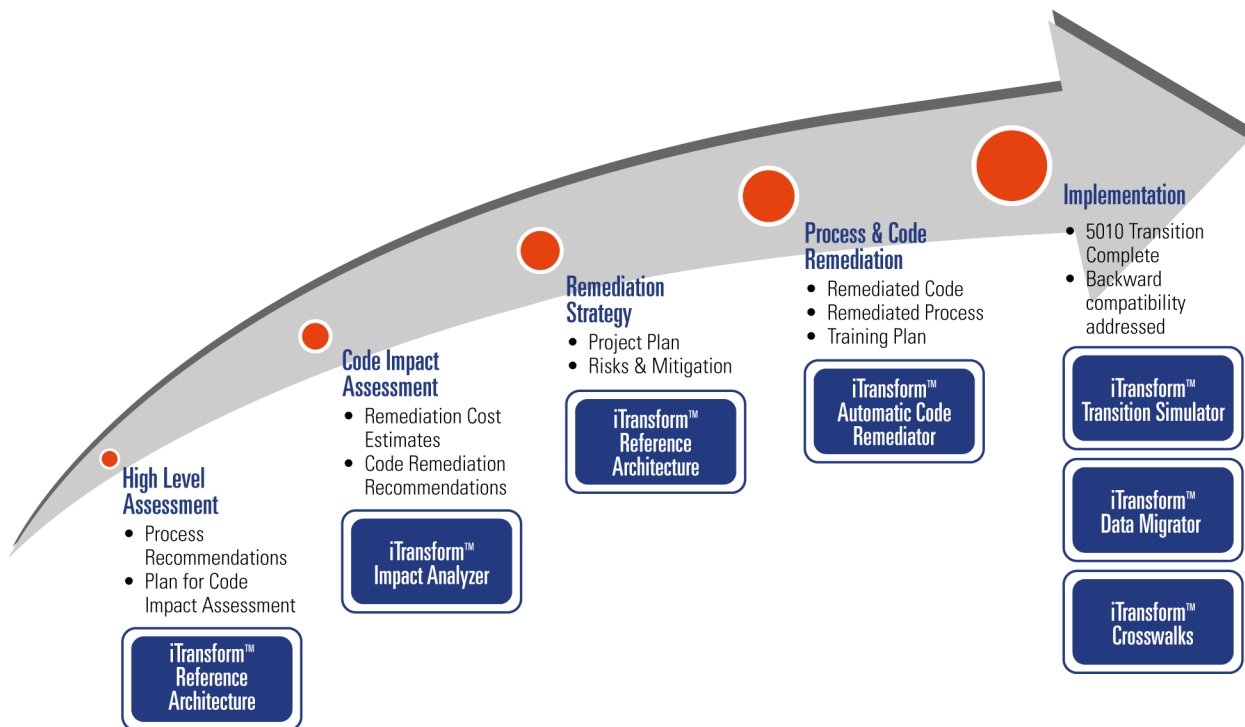 High Level
Assessment
• Process
Recommendations
• Plan for Code
Impact Assessment
iTransform™
Reference
Architecture
Code Impact
Assessment
• Remediation Cost
Estimates
• Code Remediation
Recommendations
iTransform™
Impact Analyzer
Remediation
Strategy
• Project Plan
• Risks & Mitigation
iTransform™
Reference
Architecture
Process & Code
Remediation
• Remediated Code
• Remediated Process
• Training Plan
iTransform™
Automatic Code
Remediator
Implementation
• 5010 Transition
Complete
• Backward
compatibility
addressed
iTransform™
Transition Simulator
iTransform™
Data Migrator
iTransform™
Crosswalks